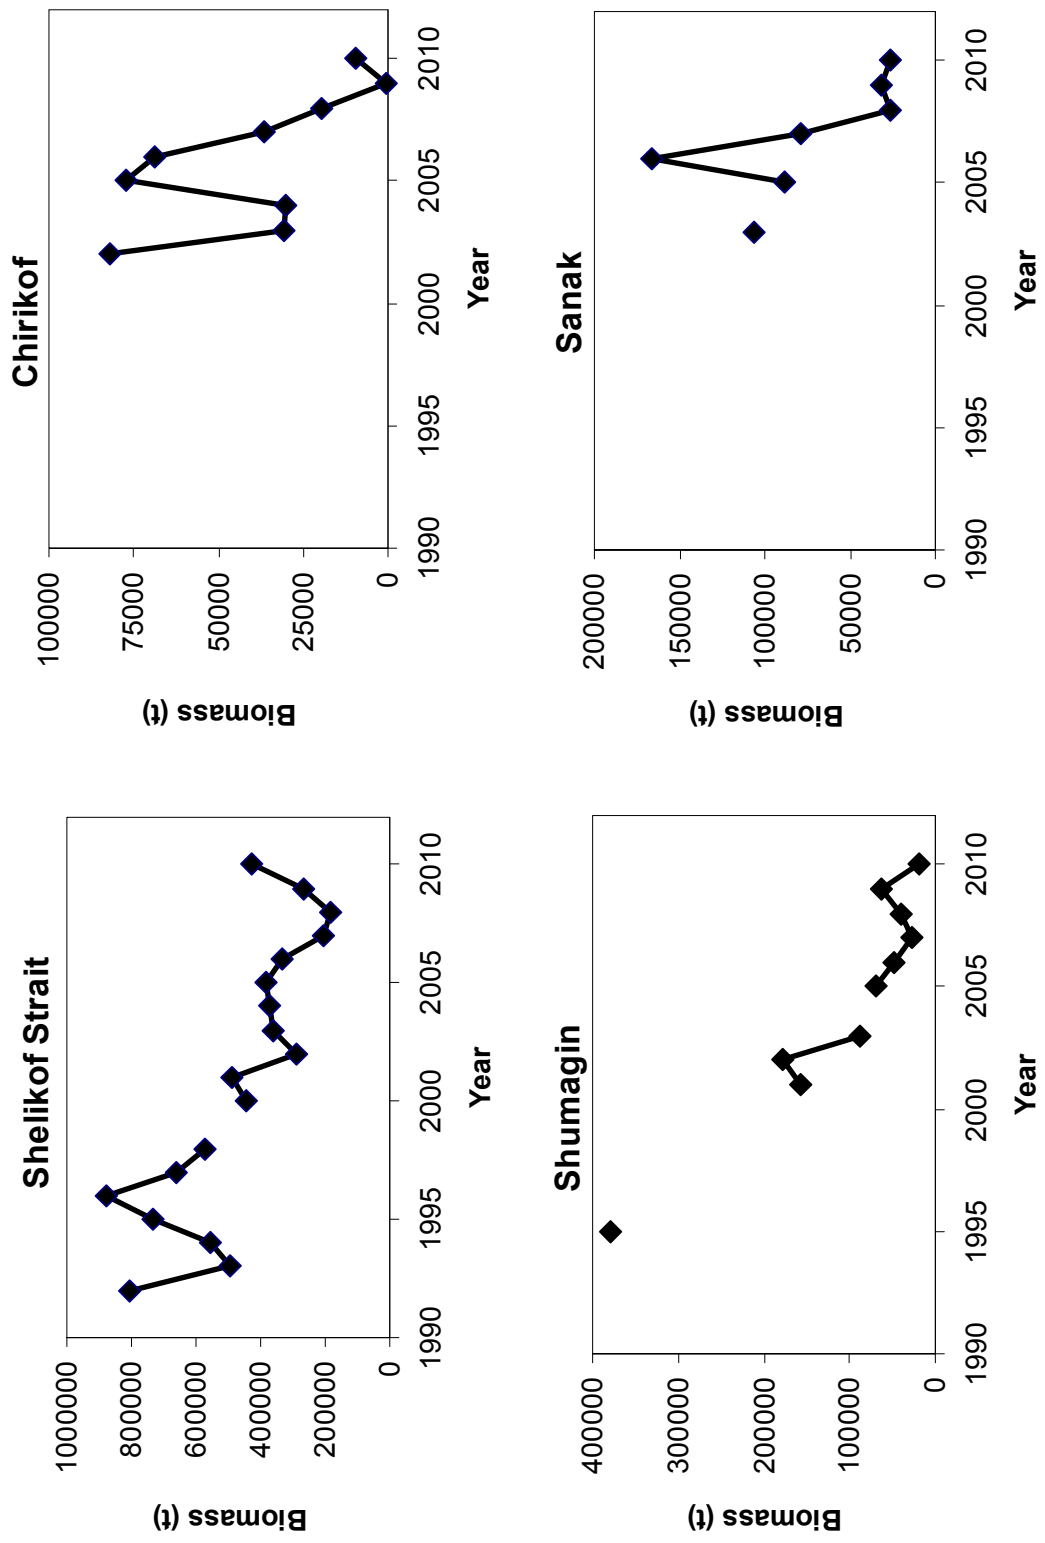 Shelikof Strait
1000000
800000
600000
400000
200000
0
Biomass (t)
1990 1995 2000 2005 2010
Year
Chirikof
100000
75000
50000
25000
0
Biomass (t)
1990 1995 2000 2005 2010
Year
Shumagin
400000
300000
200000
100000
0
Biomass (t)
1990 1995 2000 2005 2010
Year
Sanak
200000
150000
100000
50000
0
Biomass (t)
1990 1995 2000 2005 2010
Year